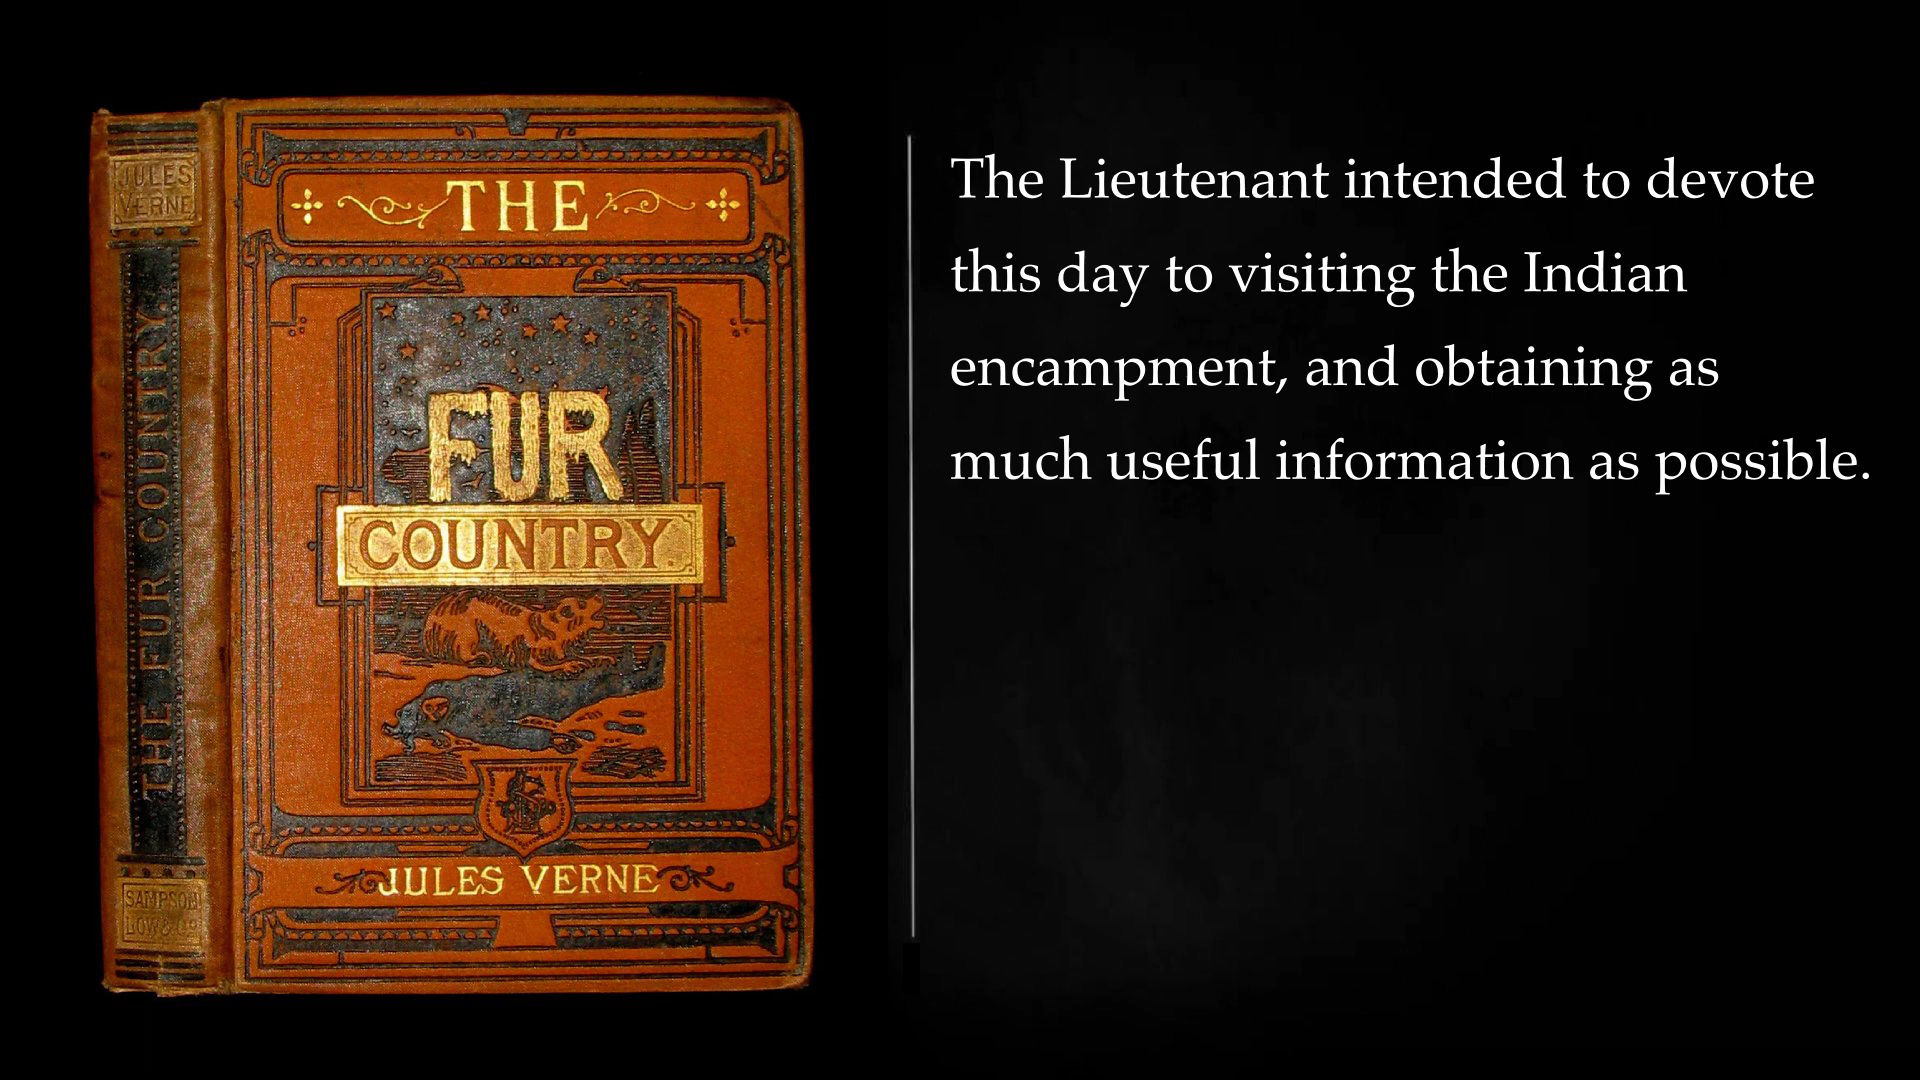 JULES
VERNE
THE FUR COUNTRY.
SAMPSON
LOW & Co
THE
FUR
COUNTRY.
JULES VERNE
The Lieutenant intended to devote
this day to visiting the Indian
encampment, and obtaining as
much useful information as possible.